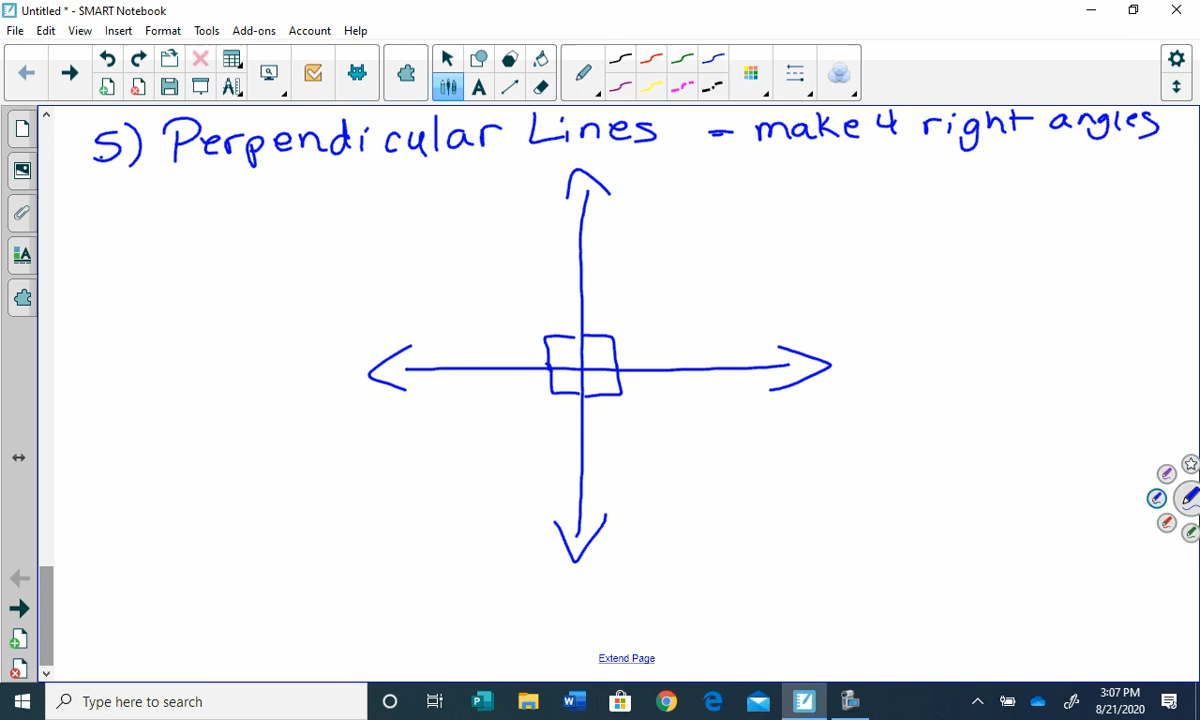 Untitled * - SMART Notebook
File Edit View Insert Format Tools Add-ons Account Help
5) Perpendicular Lines - make 4 right angles
Extend Page
Type here to search
3:07 PM
8/21/2020